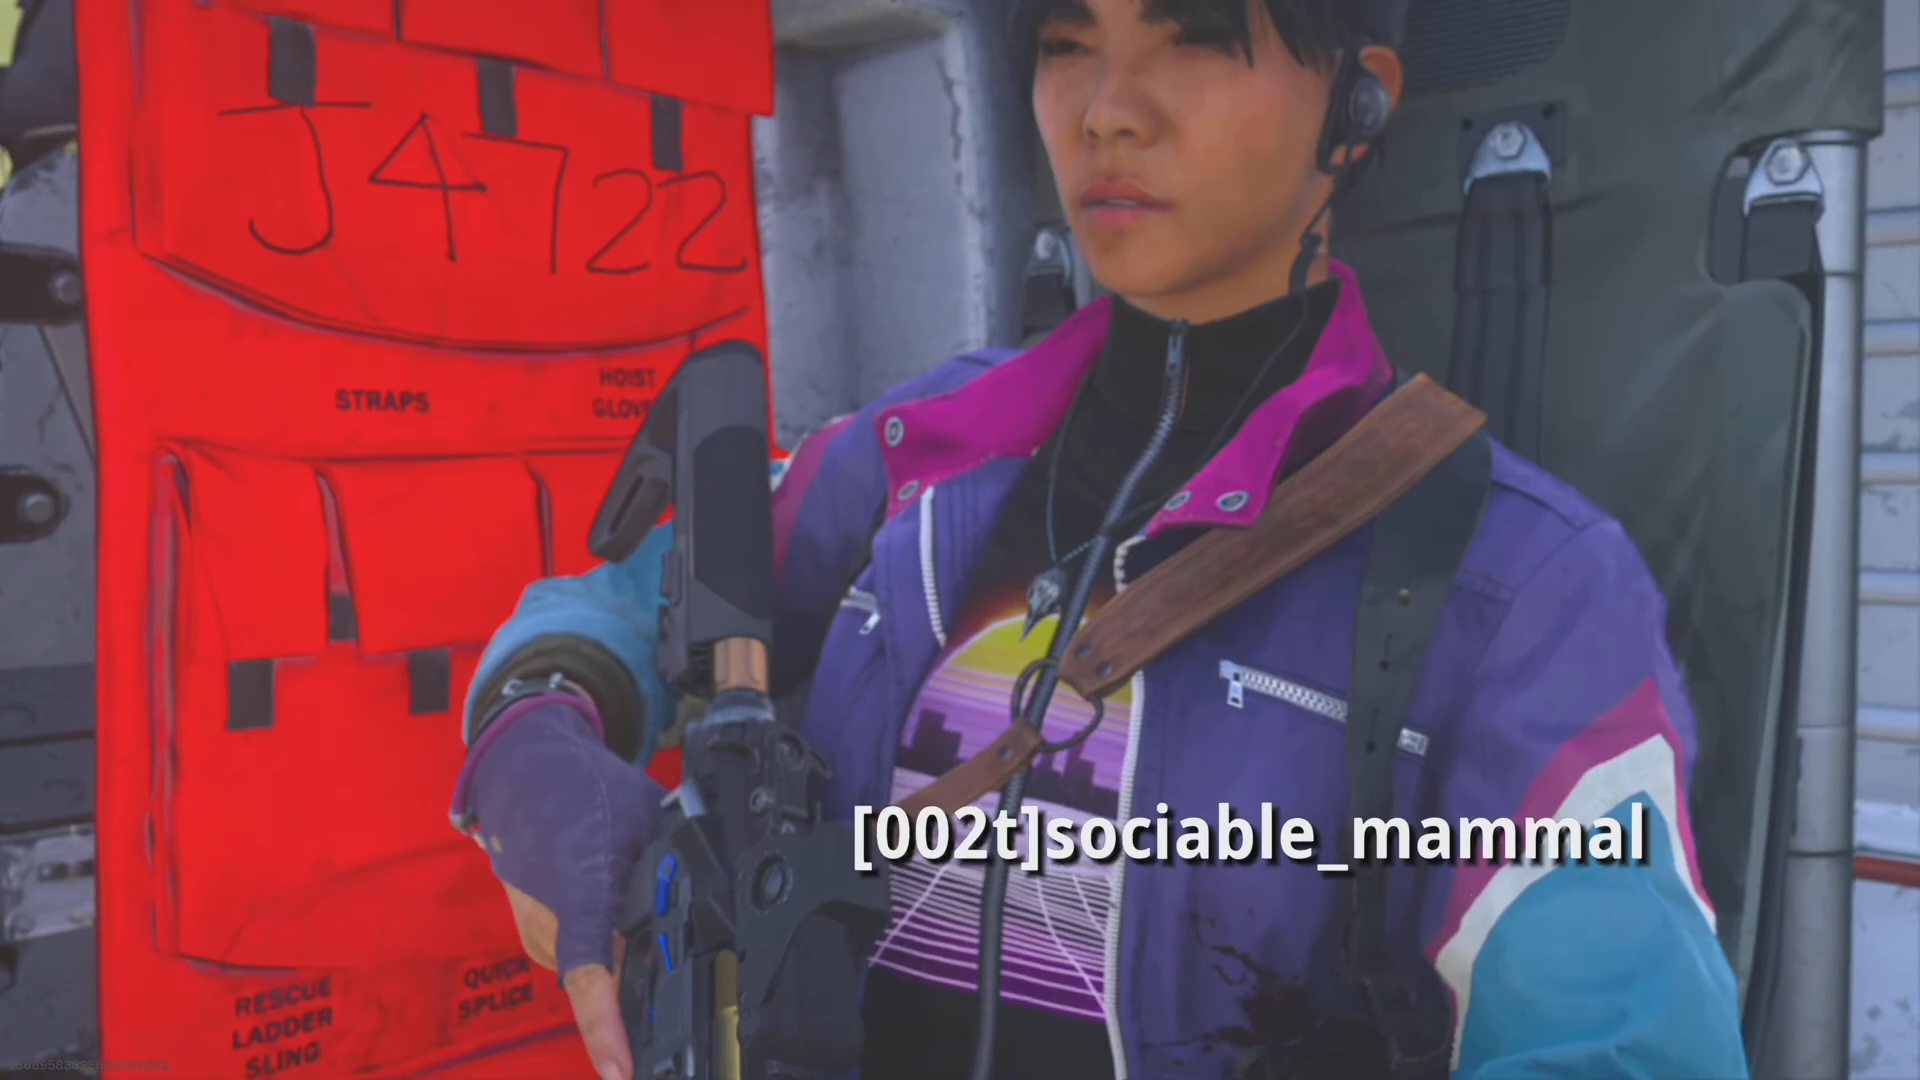 J4722
STRAPS
HOIST
GLOV
[002t]sociable_mammal
QUICK
SPLICE
RESCUE
LADDER
SLING